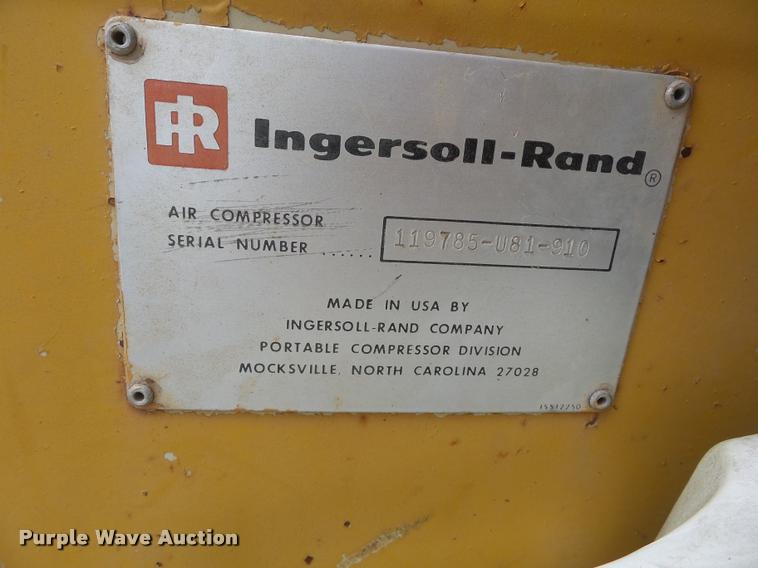 IR Ingersoll-Rand®
AIR COMPRESSOR
SERIAL NUMBER ...... 119785-U81-910
MADE IN USA BY
INGERSOLL-RAND COMPANY
PORTABLE COMPRESSOR DIVISION
MOCKSVILLE, NORTH CAROLINA 27028
Purple Wave Auction